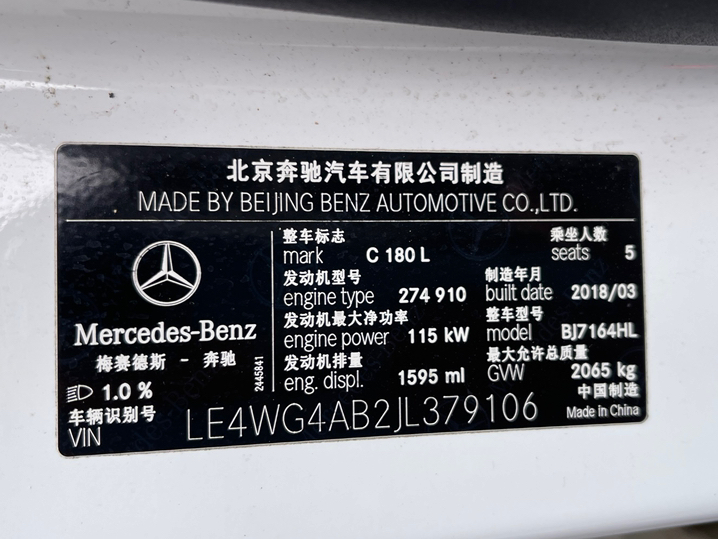 北京奔驰汽车有限公司制造
MADE BY BEIJING BENZ AUTOMOTIVE CO.,LTD.
整车标志 乘坐人数
mark C 180 L seats 5
发动机型号 制造年月
engine type 274 910 built date 2018/03
发动机最大净功率 整车型号
engine power 115 kW model BJ7164HL
发动机排量 最大允许总质量
eng. displ. 1595 ml GVW 2065 kg
中国制造
Made in China
Mercedes-Benz
梅赛德斯 - 奔驰
2445841
1.0 %
车辆识别号
VIN LE4WG4AB2JL379106